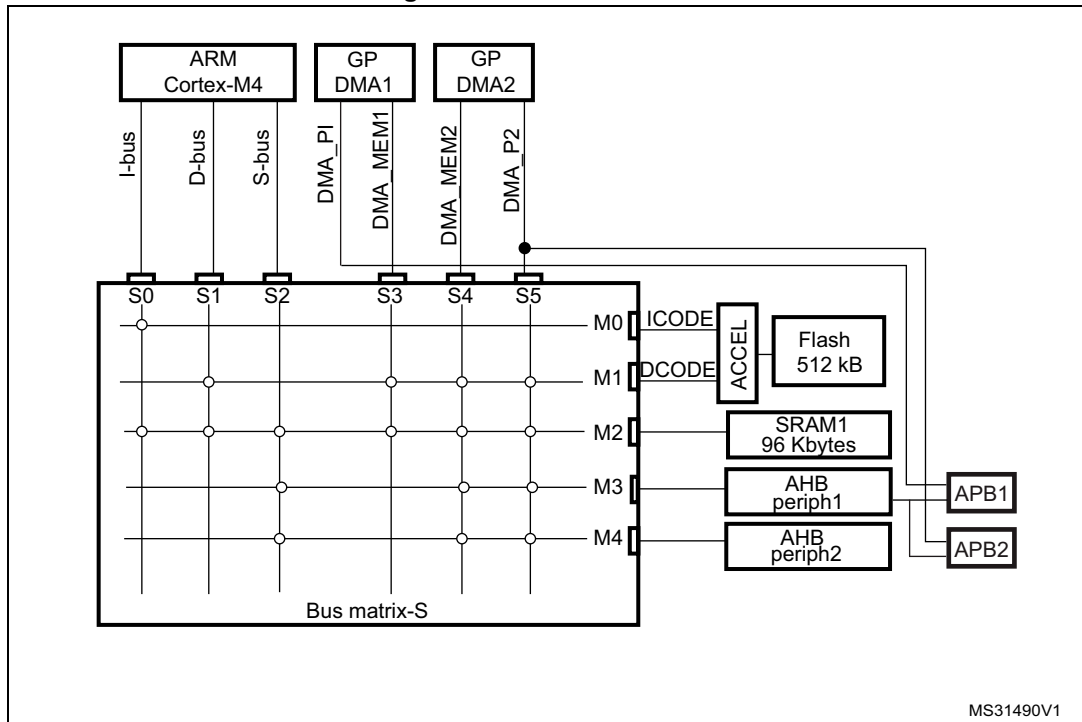 ARM
Cortex-M4
GP
DMA1
GP
DMA2
I-bus
D-bus
S-bus
DMA_PI
DMA_MEM1
DMA_MEM2
DMA_P2
S0
S1
S2
S3
S4
S5
M0
ICODE
M1
DCODE
ACCEL
Flash
512 kB
M2
SRAM1
96 Kbytes
M3
AHB
periph1
APB1
M4
AHB
periph2
APB2
Bus matrix-S
MS31490V1